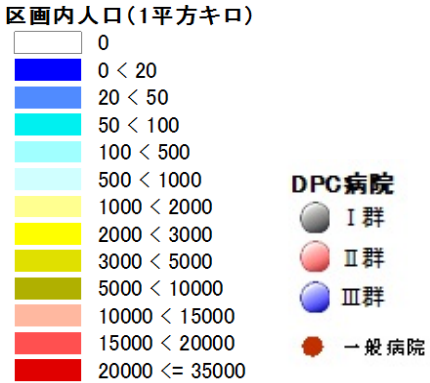 区画内人口(1平方キロ)
0
0 < 20
20 < 50
50 < 100
100 < 500
500 < 1000
1000 < 2000
2000 < 3000
3000 < 5000
5000 < 10000
10000 < 15000
15000 < 20000
20000 <= 35000
DPC病院
Ⅰ群
Ⅱ群
Ⅲ群
一般病院